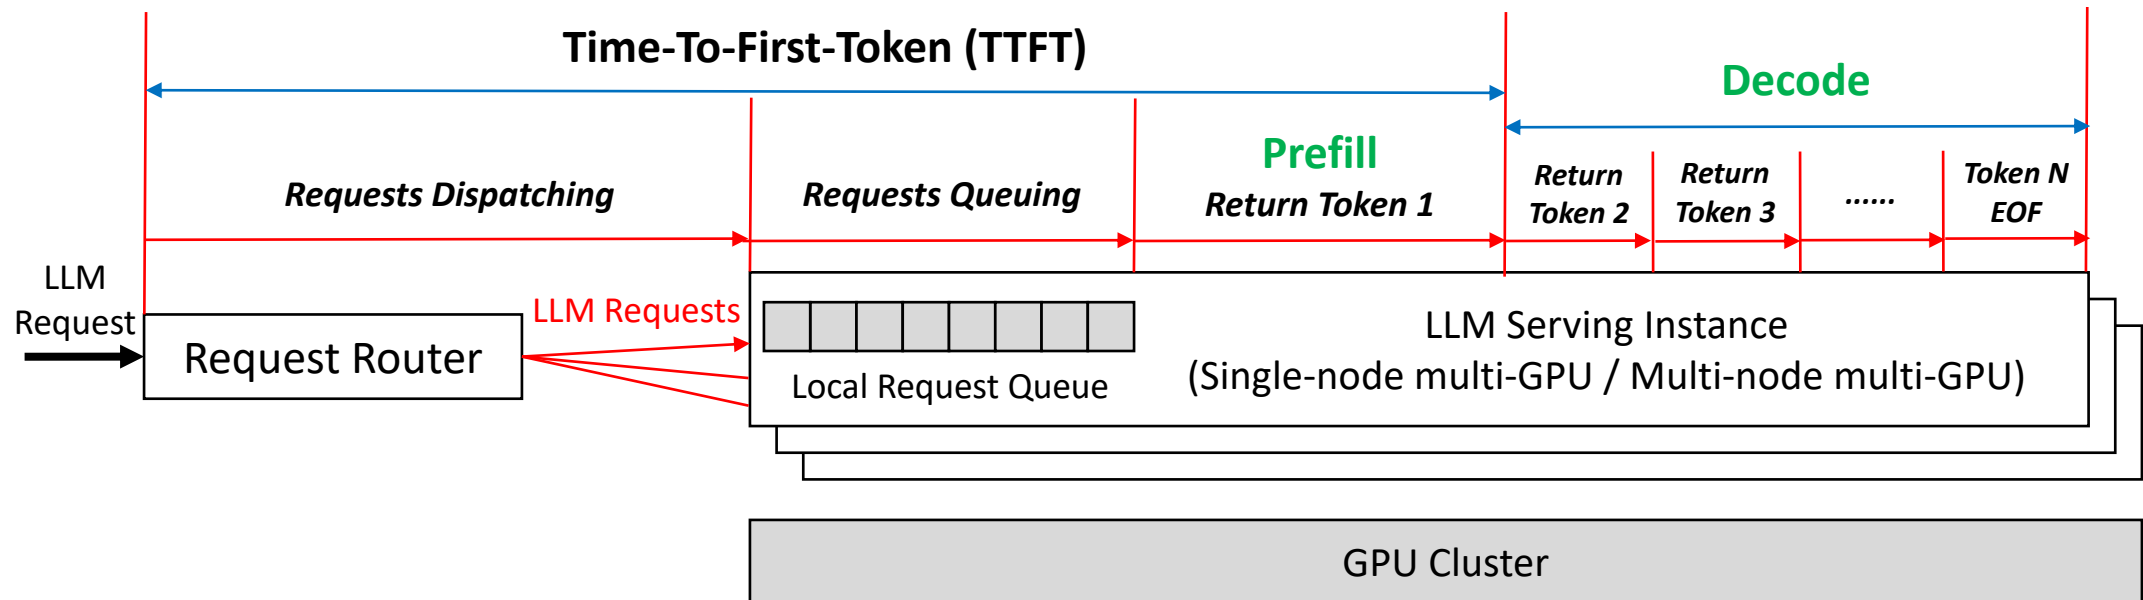 Time-To-First-Token (TTFT)
Decode
Prefill
Requests Dispatching
Requests Queuing
Return Token 1
Return
Token 2
Return
Token 3
......
Token N
EOF
LLM
Request
Request Router
LLM Requests
Local Request Queue
LLM Serving Instance
(Single-node multi-GPU / Multi-node multi-GPU)
GPU Cluster